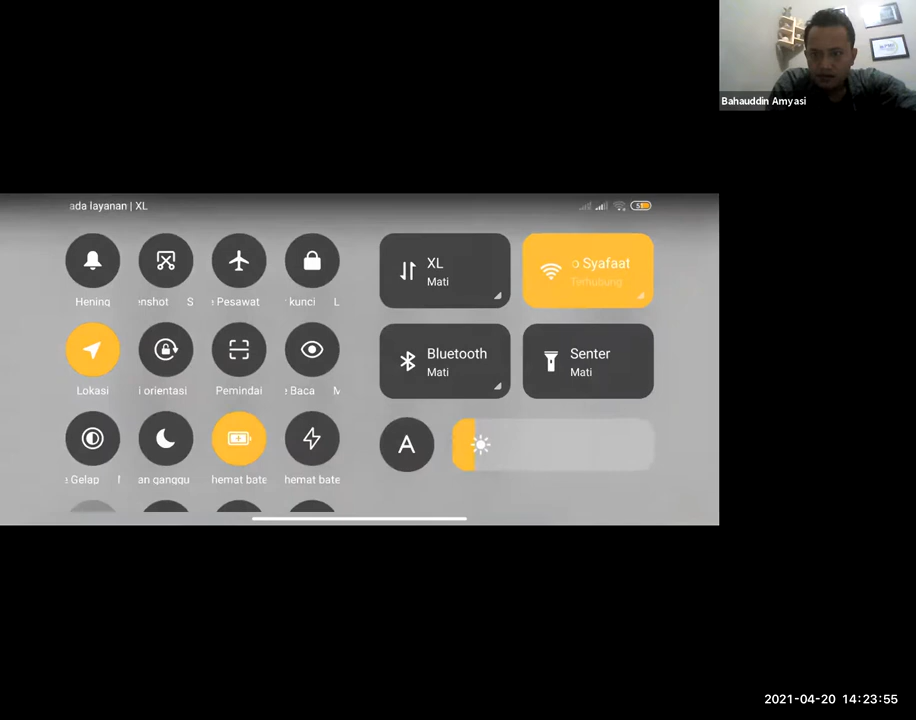 Bahauddin Amyasi
ada layanan | XL
XL
Mati
o Syafaat
Terhubung
Hening
enshot S
e Pesawat
kunci L
Bluetooth
Mati
Senter
Mati
Lokasi
i orientasi
Pemindai
e Baca M
A
e Gelap
an ganggu
hemat bate
hemat bate
2021-04-20 14:23:55